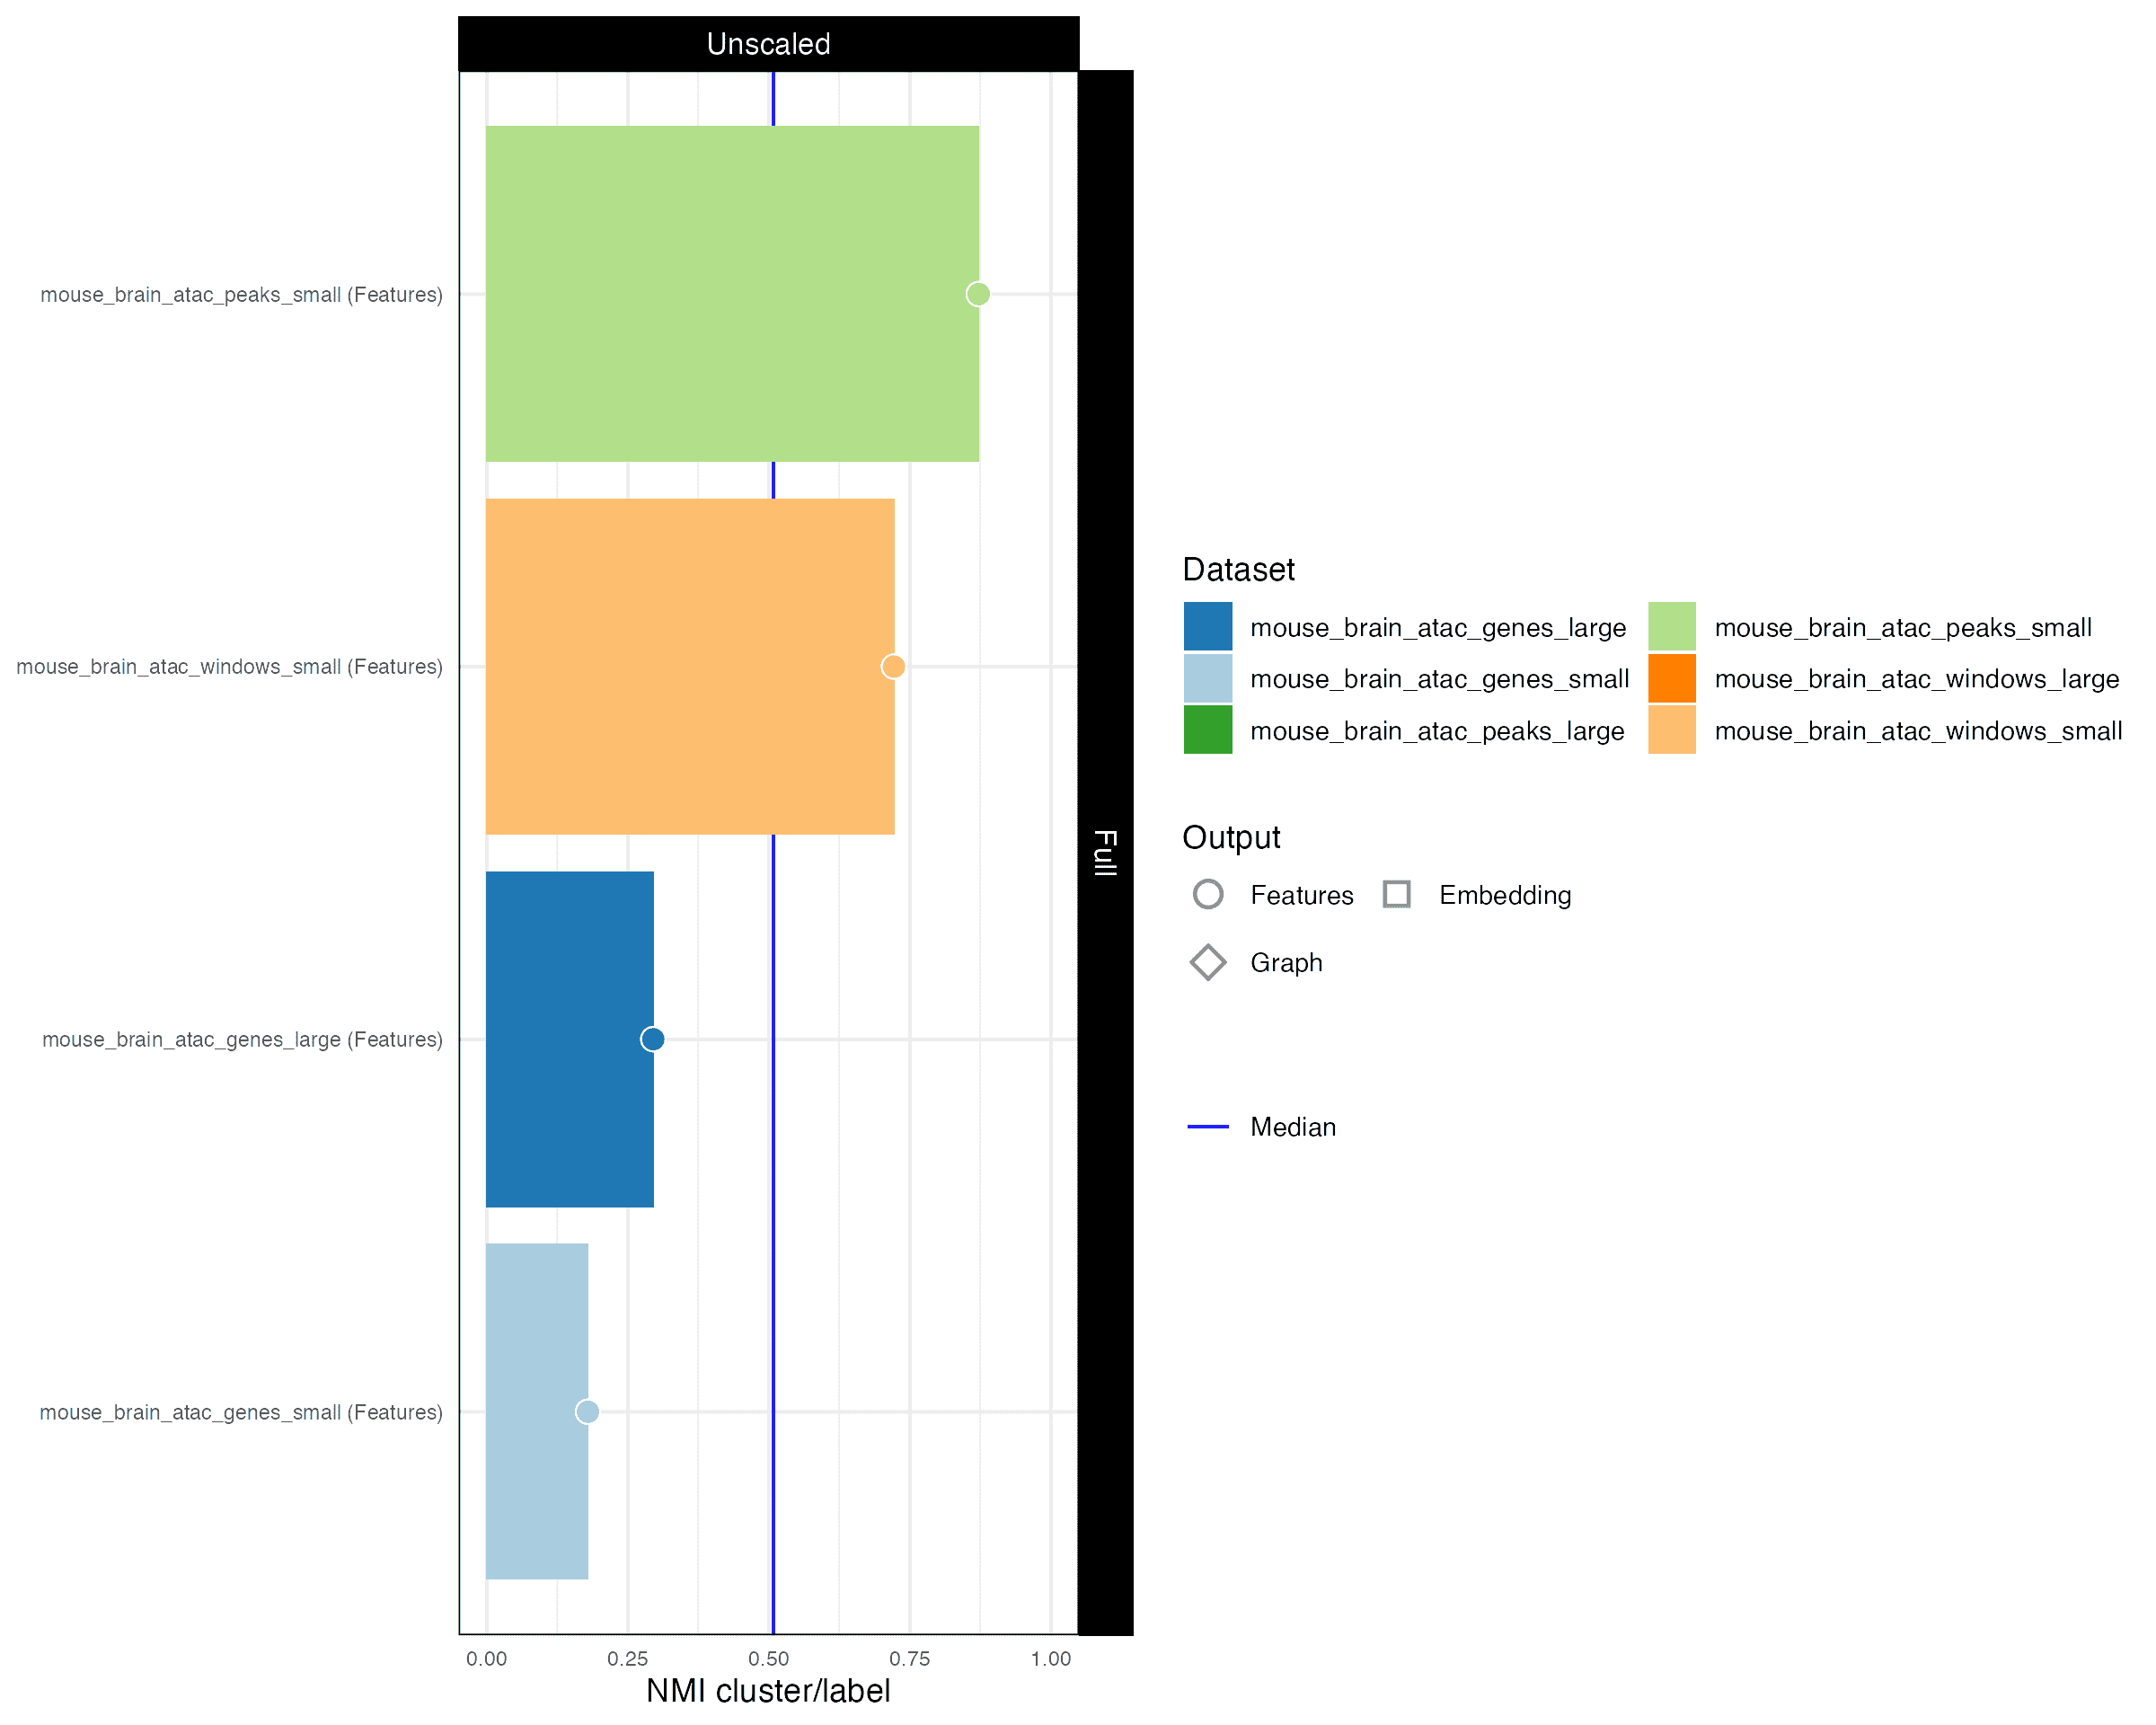 Unscaled
Full
mouse_brain_atac_peaks_small (Features)
mouse_brain_atac_windows_small (Features)
mouse_brain_atac_genes_large (Features)
mouse_brain_atac_genes_small (Features)
0.00 0.25 0.50 0.75 1.00
NMI cluster/label
Dataset
mouse_brain_atac_genes_large mouse_brain_atac_peaks_small
mouse_brain_atac_genes_small mouse_brain_atac_windows_large
mouse_brain_atac_peaks_large mouse_brain_atac_windows_small
Output
Features Embedding
Graph
Median